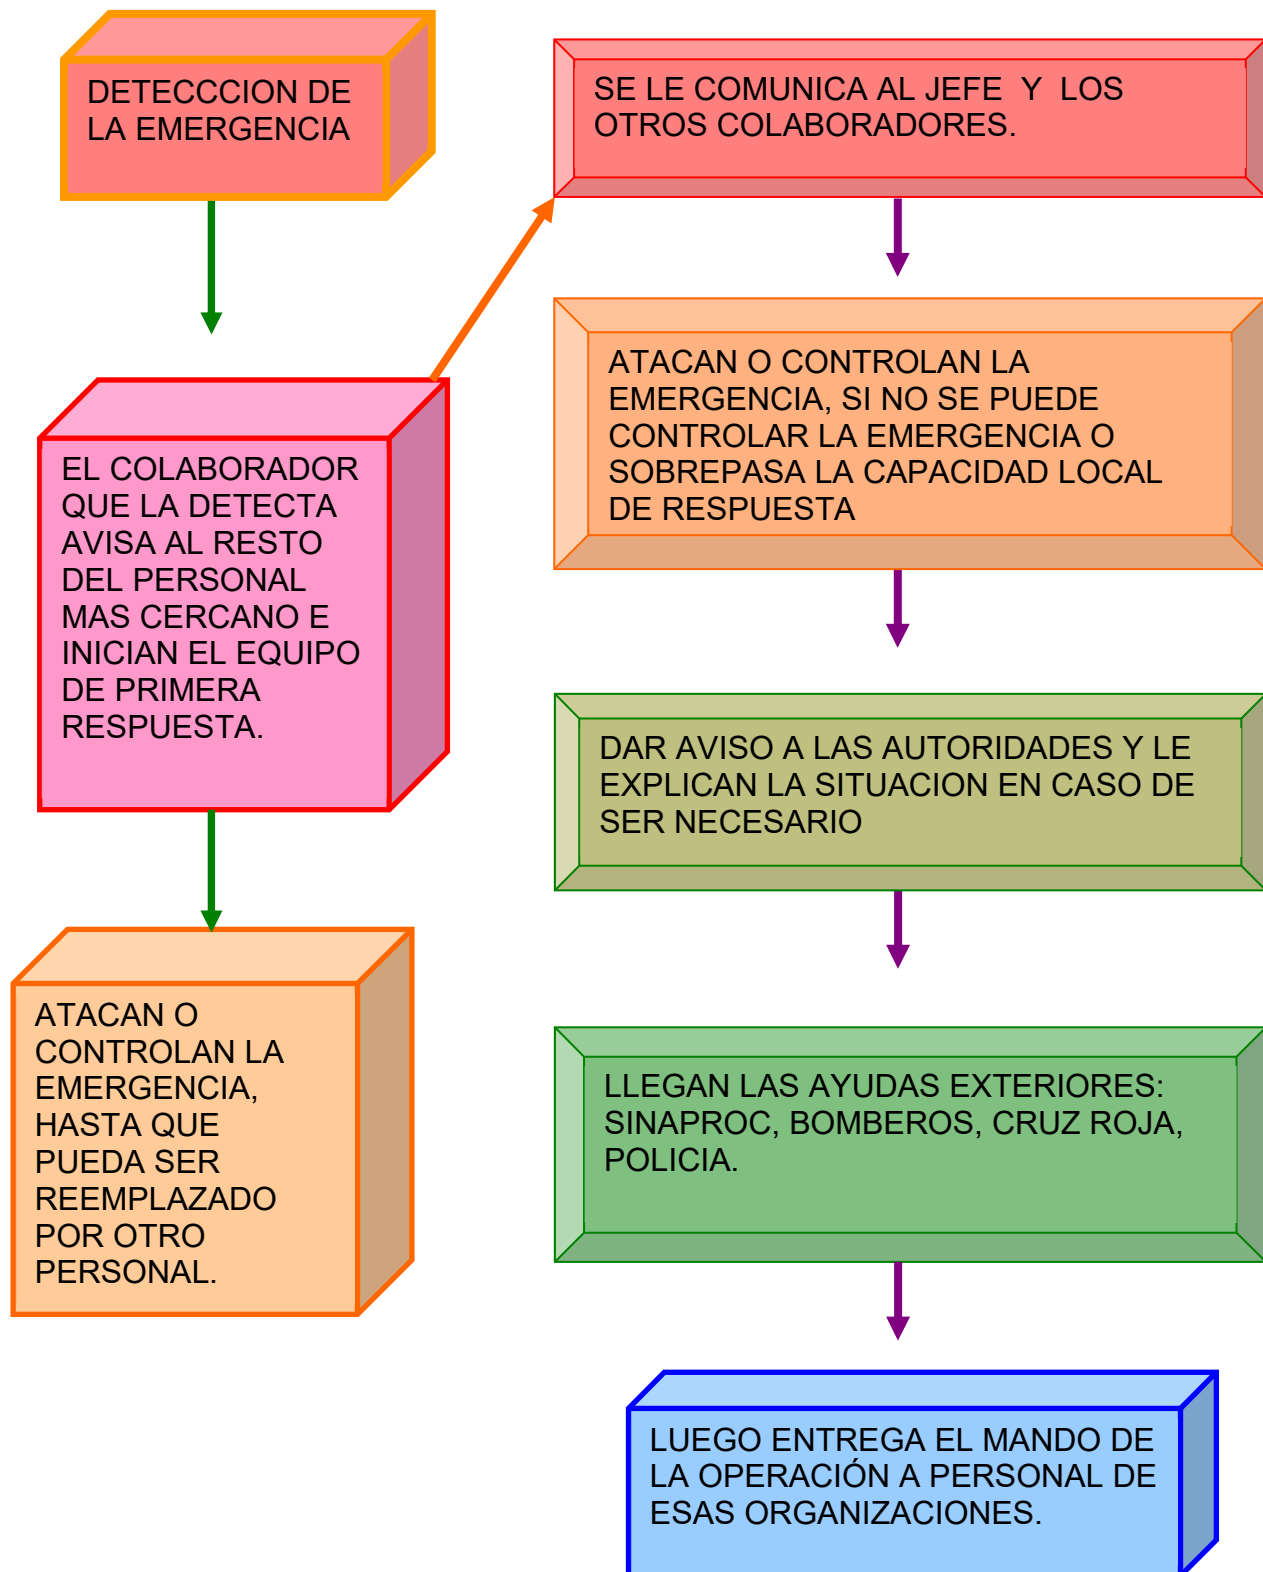 DETECCCION DE
LA EMERGENCIA
EL COLABORADOR
QUE LA DETECTA
AVISA AL RESTO
DEL PERSONAL
MAS CERCANO E
INICIAN EL EQUIPO
DE PRIMERA
RESPUESTA.
ATACAN O
CONTROLAN LA
EMERGENCIA,
HASTA QUE
PUEDA SER
REEMPLAZADO
POR OTRO
PERSONAL.
SE LE COMUNICA AL JEFE Y LOS
OTROS COLABORADORES.
ATACAN O CONTROLAN LA
EMERGENCIA, SI NO SE PUEDE
CONTROLAR LA EMERGENCIA O
SOBREPASA LA CAPACIDAD LOCAL
DE RESPUESTA
DAR AVISO A LAS AUTORIDADES Y LE
EXPLICAN LA SITUACION EN CASO DE
SER NECESARIO
LLEGAN LAS AYUDAS EXTERIORES:
SINAPROC, BOMBEROS, CRUZ ROJA,
POLICIA.
LUEGO ENTREGA EL MANDO DE
LA OPERACIÓN A PERSONAL DE
ESAS ORGANIZACIONES.